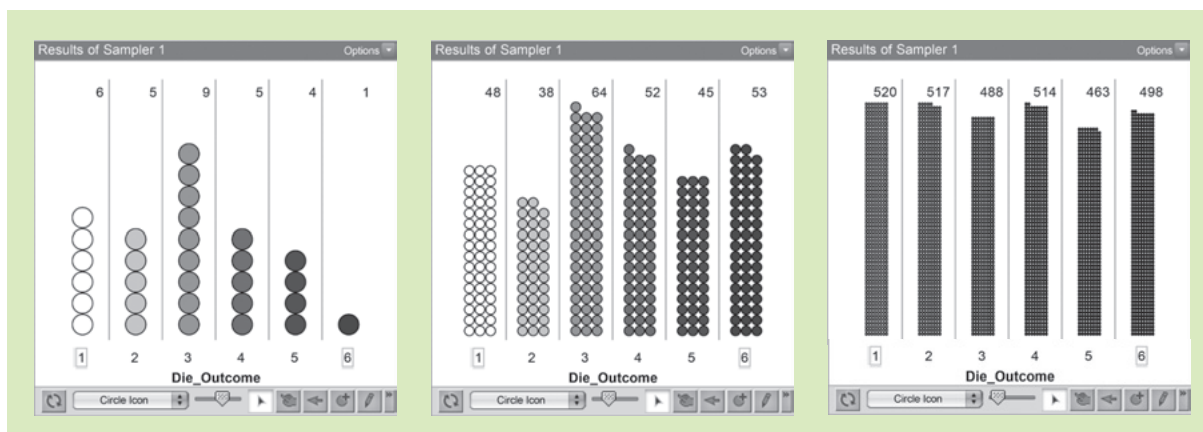 Results of Sampler 1 Options
6 5 9 5 4 1
1 2 3 4 5 6
Die_Outcome
Circle Icon
Results of Sampler 1 Options
48 38 64 52 45 53
1 2 3 4 5 6
Die_Outcome
Circle Icon
Results of Sampler 1 Options
520 517 488 514 463 498
1 2 3 4 5 6
Die_Outcome
Circle Icon